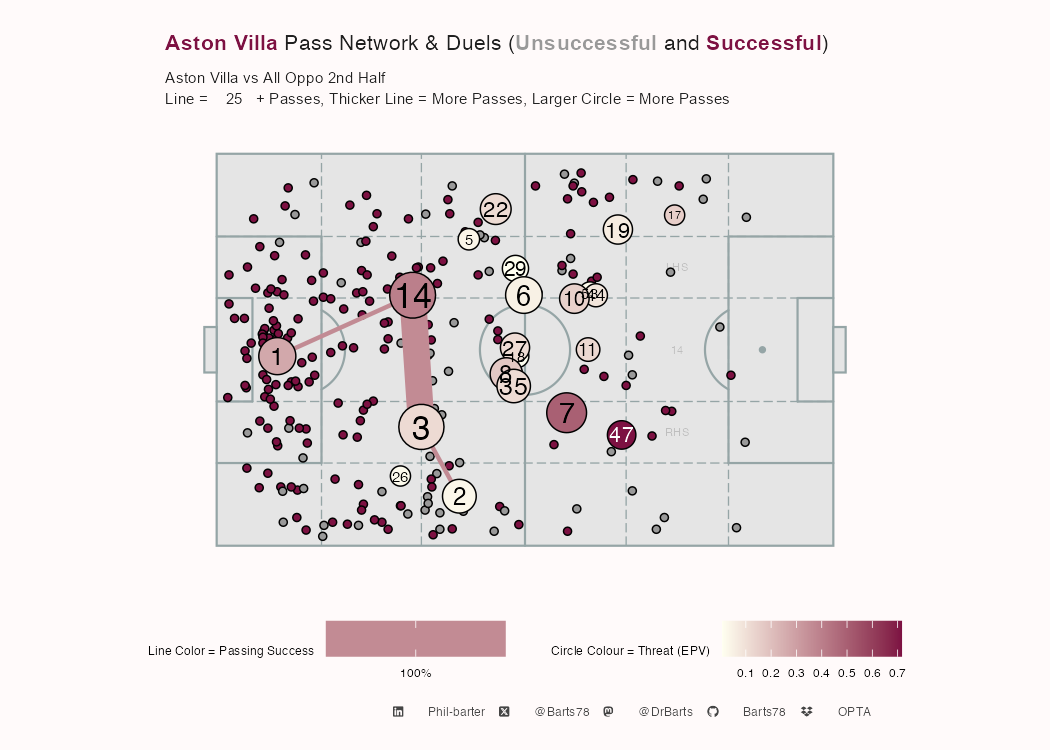 Aston Villa Pass Network & Duels (Unsuccessful and Successful)
Aston Villa vs All Oppo 2nd Half
Line = 25 + Passes, Thicker Line = More Passes, Larger Circle = More Passes
22
17
19
5
29
LHS
14
6
10
34
27
11
14
1
18
8
35
7
3
47
RHS
26
2
Line Color = Passing Success
100%
Circle Colour = Threat (EPV)
0.1 0.2 0.3 0.4 0.5 0.6 0.7
Phil-barter @Barts78 @DrBarts Barts78 OPTA